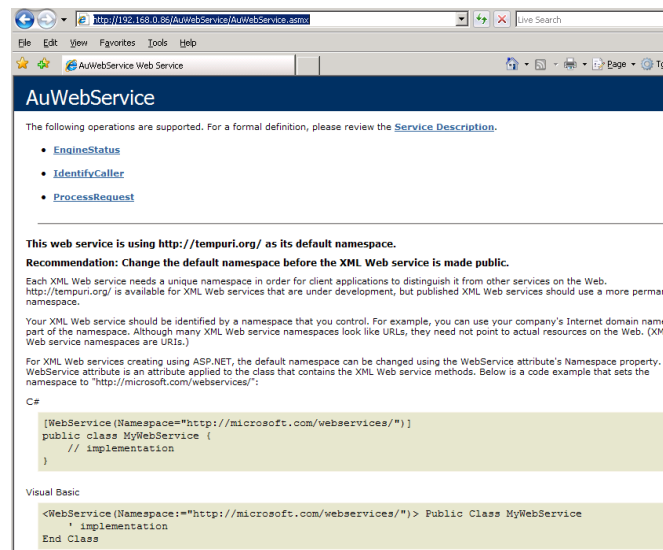 http://192.168.0.86/AuWebService/AuWebService.asmx
Live Search
File Edit View Favorites Tools Help
AuWebService Web Service
Page
AuWebService
The following operations are supported. For a formal definition, please review the Service Description.
• EngineStatus
• IdentifyCaller
• ProcessRequest
This web service is using http://tempuri.org/ as its default namespace.
Recommendation: Change the default namespace before the XML Web service is made public.
Each XML Web service needs a unique namespace in order for client applications to distinguish it from other services on the Web.
http://tempuri.org/ is available for XML Web services that are under development, but published XML Web services should use a more perma
namespace.
Your XML Web service should be identified by a namespace that you control. For example, you can use your company's Internet domain name
part of the namespace. Although many XML Web service namespaces look like URLs, they need not point to actual resources on the Web. (XM
Web service namespaces are URIs.)
For XML Web services creating using ASP.NET, the default namespace can be changed using the WebService attribute's Namespace property.
WebService attribute is an attribute applied to the class that contains the XML Web service methods. Below is a code example that sets the
namespace to "http://microsoft.com/webservices/":
C#
[WebService(Namespace="http://microsoft.com/webservices/")]
public class MyWebService {
// implementation
}
Visual Basic
<WebService(Namespace:="http://microsoft.com/webservices/")> Public Class MyWebService
' implementation
End Class